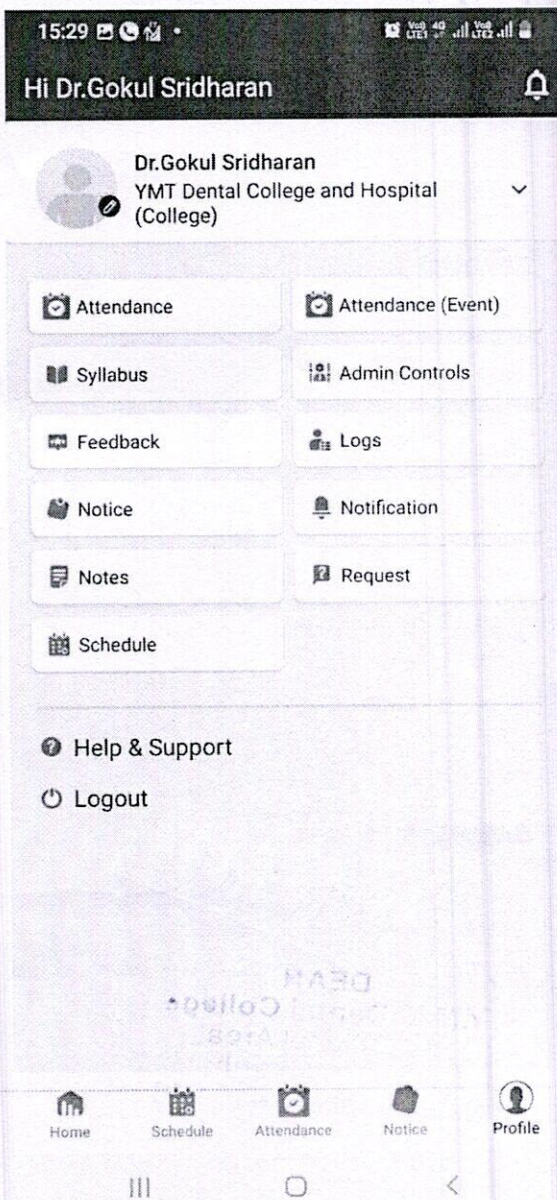 15:29
Hi Dr.Gokul Sridharan
Dr.Gokul Sridharan
YMT Dental College and Hospital
(College)
Attendance
Attendance (Event)
Syllabus
Admin Controls
Feedback
Logs
Notice
Notification
Notes
Request
Schedule
Help & Support
Logout
DEAN
College
Home
Schedule
Attendance
Notice
Profile